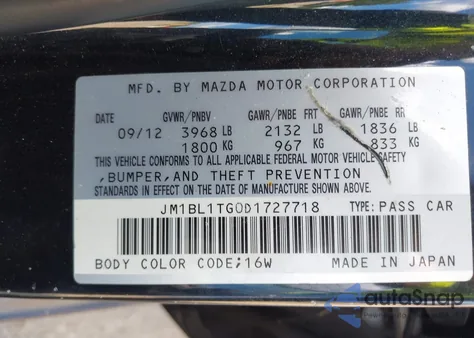 MFD. BY MAZDA MOTOR CORPORATION
DATE GVWR/PNBV GAWR/PNBE FRT GAWR/PNBE RR
09/12 3968 LB 2132 LB 1836 LB
1800 KG 967 KG 833 KG
THIS VEHICLE CONFORMS TO ALL APPLICABLE FEDERAL MOTOR VEHICLE SAFETY
,BUMPER,AND THEFT PREVENTION
STANDARDS IN EFFECT ON THE DATE OF MANUFACTURE SHOWN ABOVE.
JM1BL1TG0D1727718 TYPE:PASS CAR
BODY COLOR CODE;16W MADE IN JAPAN
autoSnap